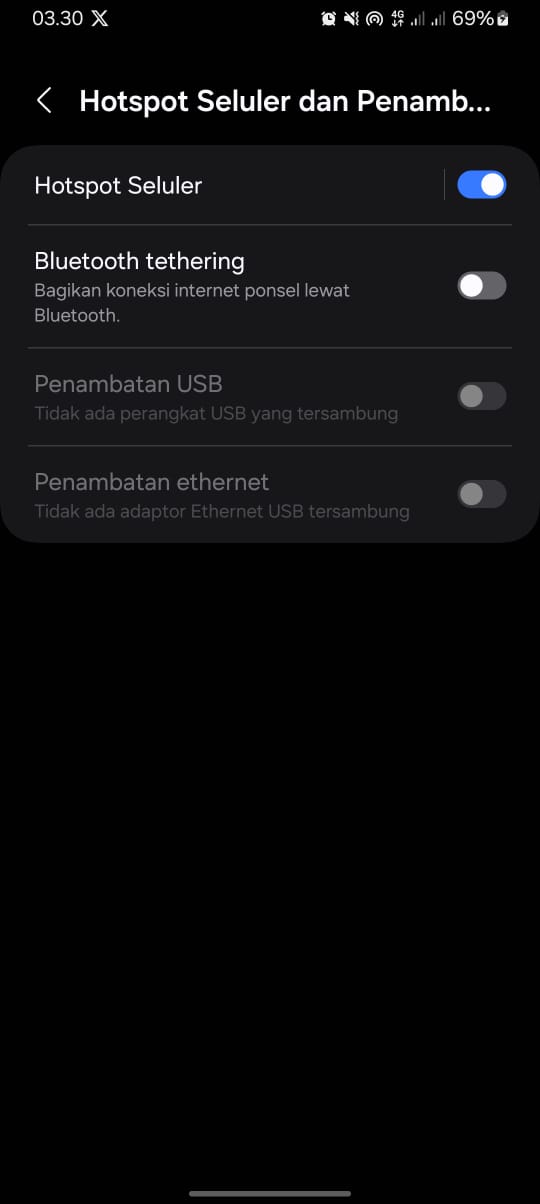 03.30
4G
69%
Hotspot Seluler dan Penamb...
Hotspot Seluler
Bluetooth tethering
Bagikan koneksi internet ponsel lewat
Bluetooth.
Penambatan USB
Tidak ada perangkat USB yang tersambung
Penambatan ethernet
Tidak ada adaptor Ethernet USB tersambung